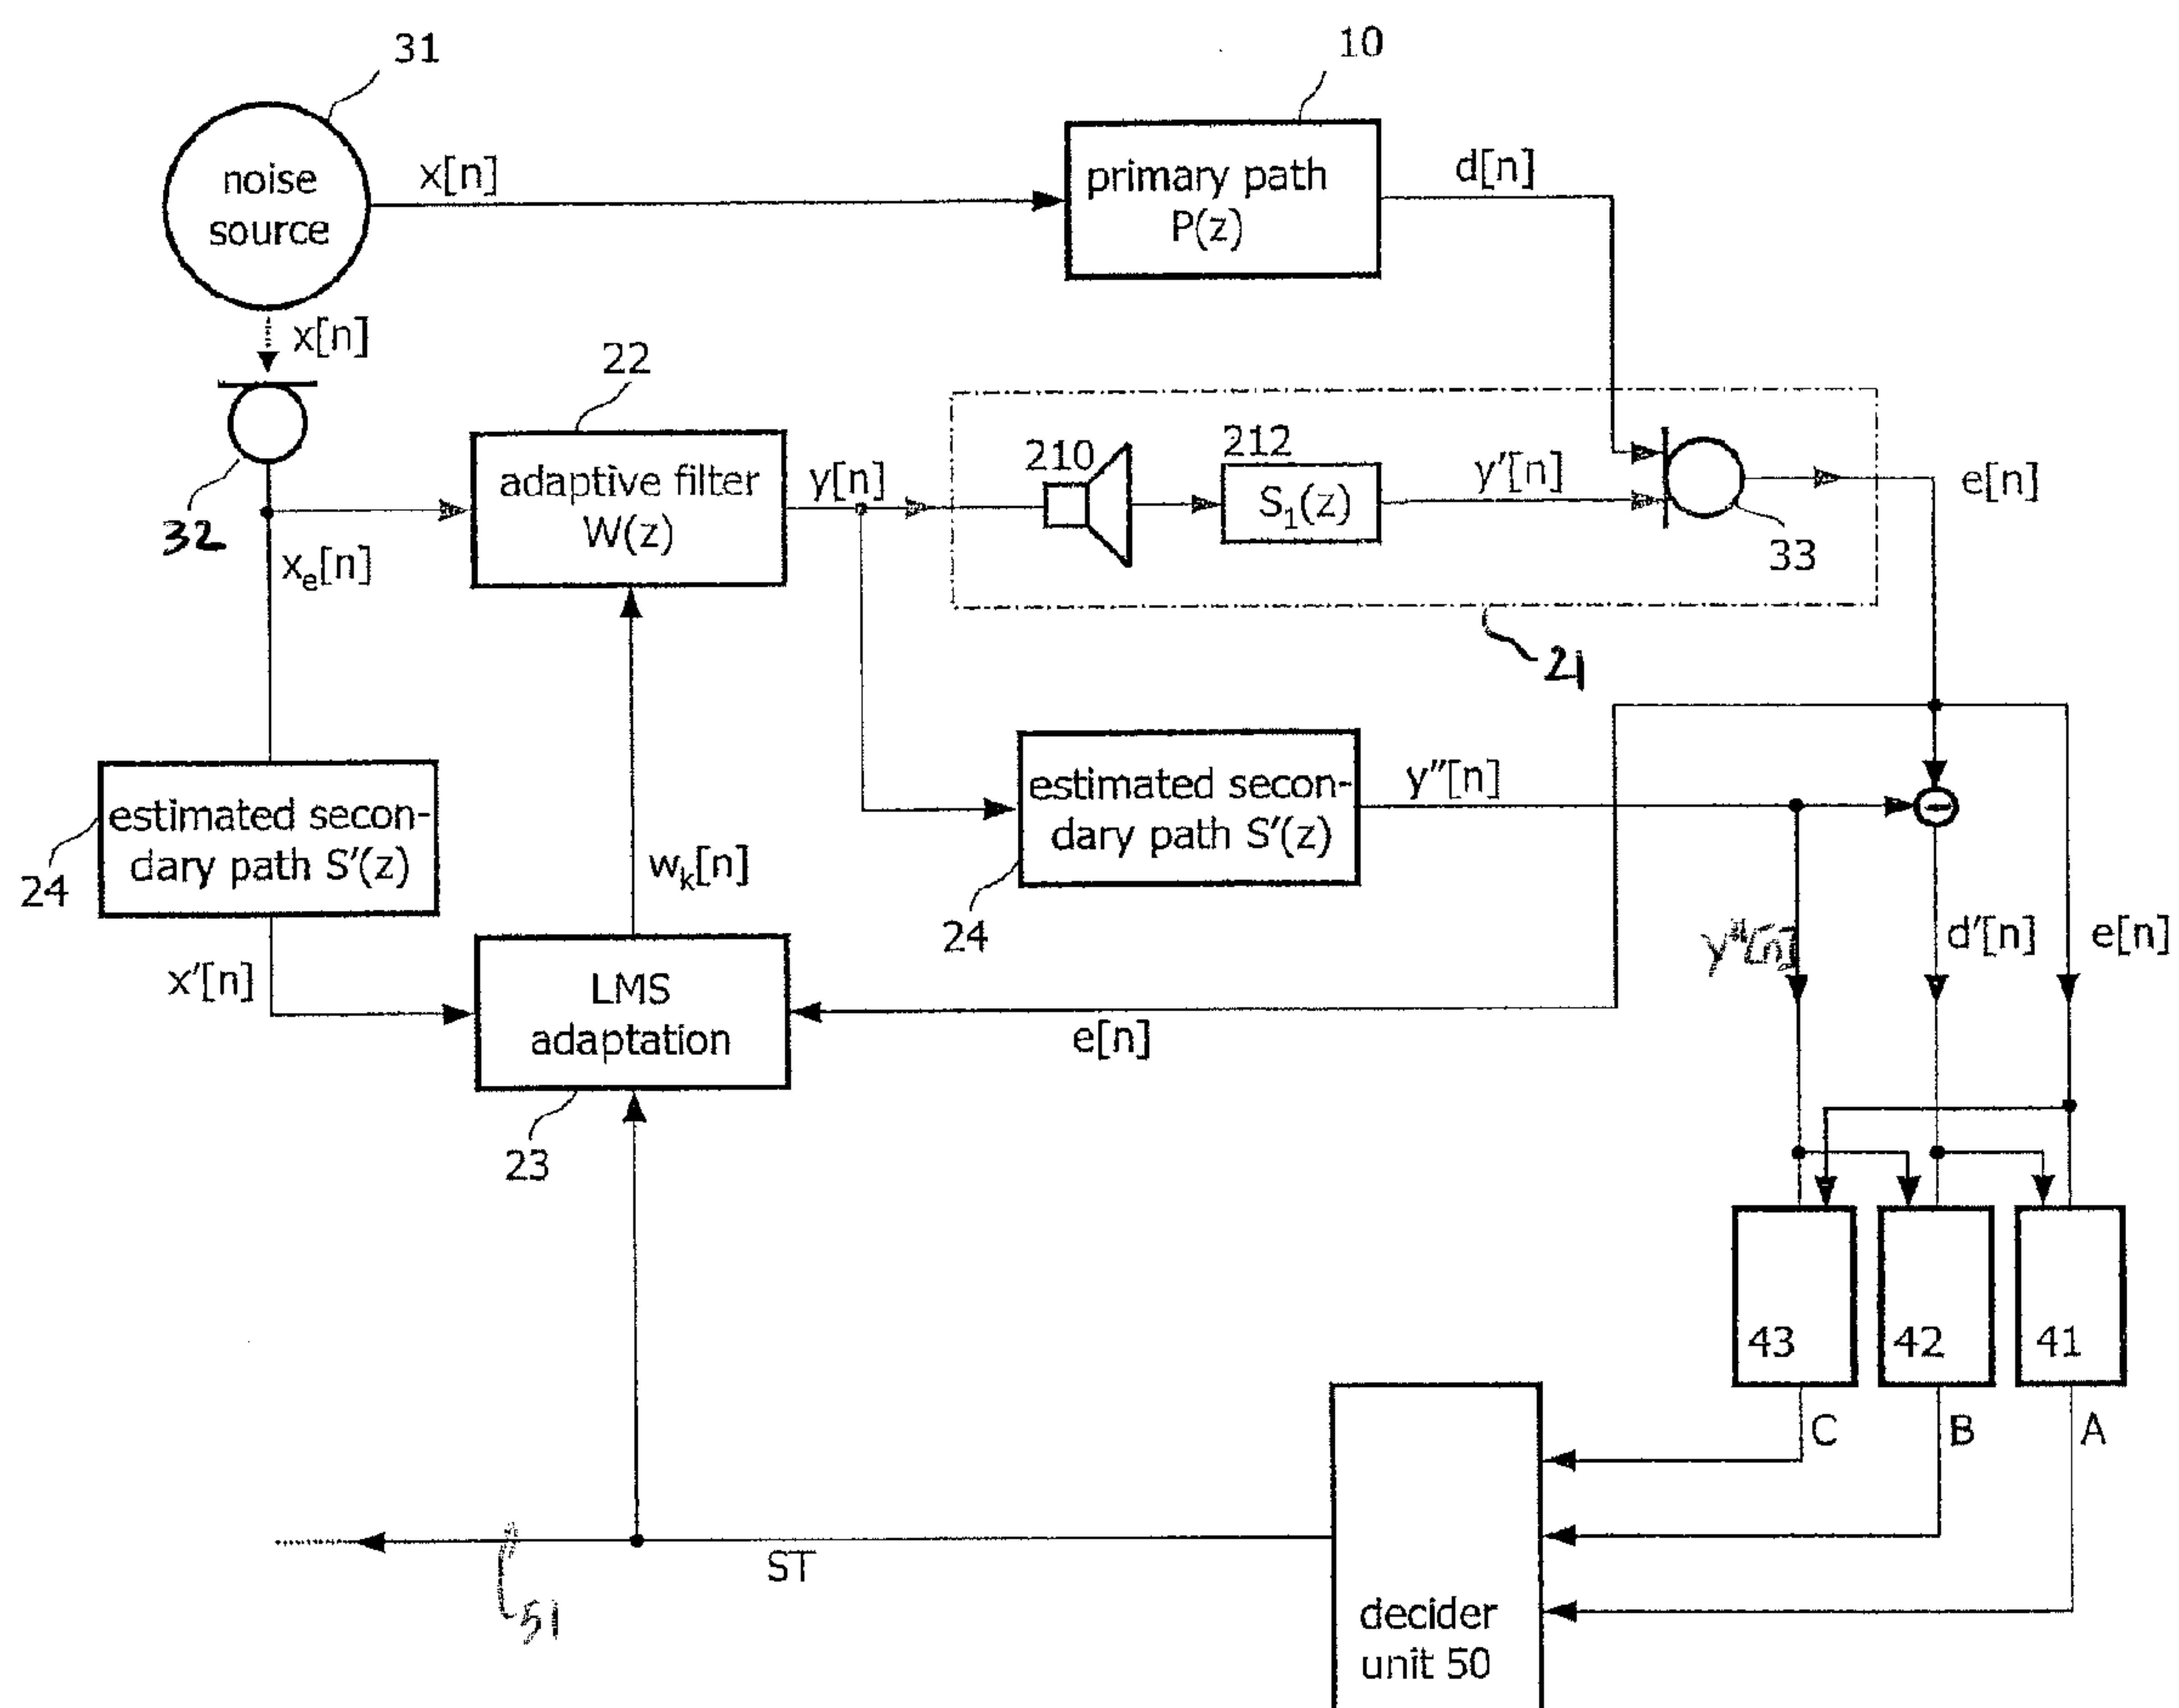 31
10
noise
source
x[n]
primary path
P(z)
d[n]
x[n]
22
32
adaptive filter
W(z)
y[n]
210
212
S1(z)
y'[n]
e[n]
33
xe[n]
21
estimated secon-
dary path S'(z)
24
x'[n]
wk[n]
estimated secon-
dary path S'(z)
24
y"[n]
y"[n]
d'[n]
e[n]
LMS
adaptation
23
e[n]
43
42
41
C
B
A
ST
51
decider
unit 50